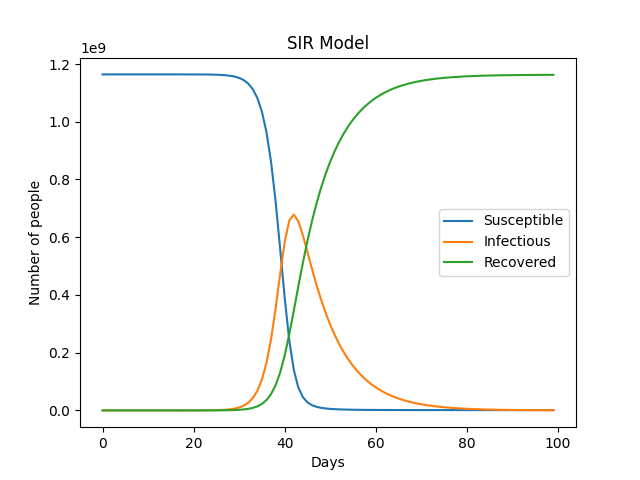 SIR Model
1e9
1.2
1.0
0.8
0.6
0.4
0.2
0.0
Number of people
Susceptible
Infectious
Recovered
0 20 40 60 80 100
Days